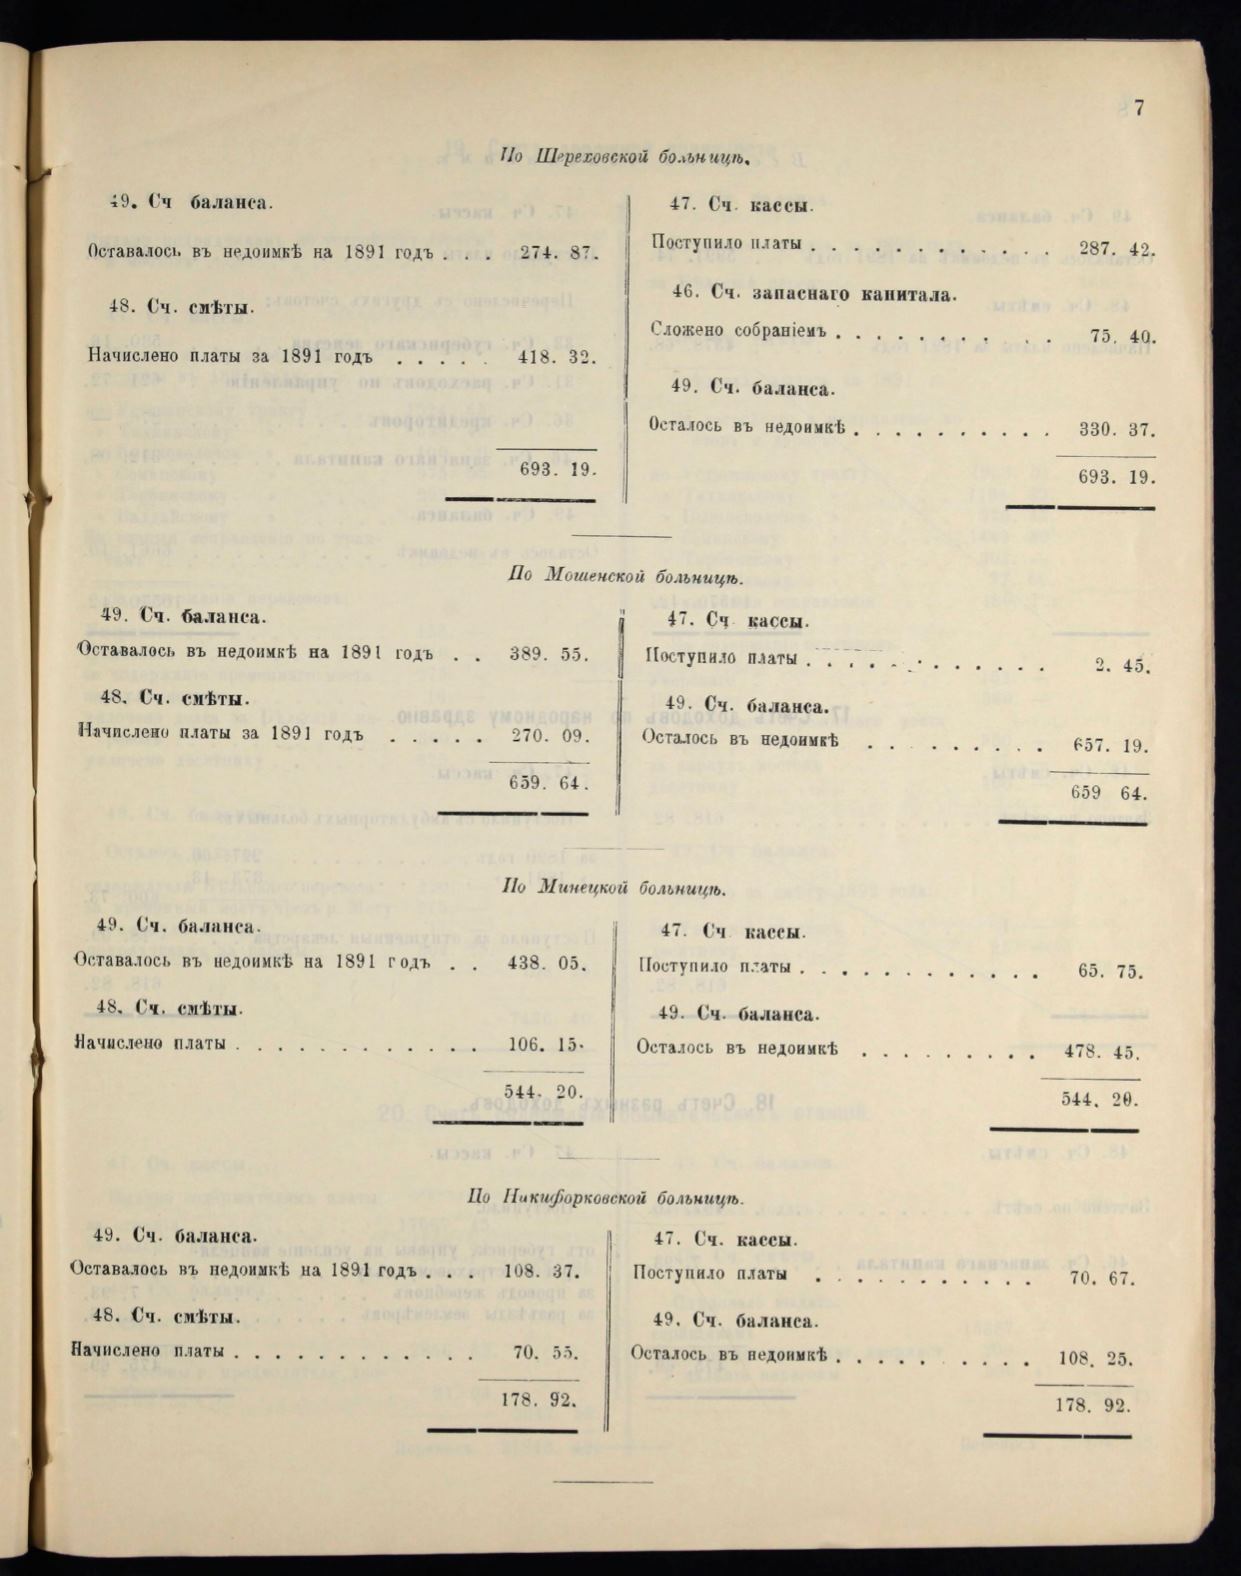 7
По Шереховской больницѣ.
49. Сч баланса.
Оставалось въ недоимкѣ на 1891 годъ . . . 274. 87.
48. Сч. смѣты.
Начислено платы за 1891 годъ . . . . . 418. 32.
693. 19.
47. Сч. кассы.
Поступило платы . . . . . . . . . . . . 287. 42.
46. Сч. запаснаго капитала.
Сложено собраніемъ . . . . . . . . . . . 75. 40.
49. Сч. баланса.
Осталось въ недоимкѣ . . . . . . . . . . 330. 37.
693. 19.
По Мошенской больницѣ.
49. Сч. баланса.
Оставалось въ недоимкѣ на 1891 годъ . . 389. 55.
48. Сч. смѣты.
Начислено платы за 1891 годъ . . . . . 270. 09.
659. 64.
47. Сч кассы.
Поступило платы . . . . . . . . . . . . 2. 45.
49. Сч. баланса.
Осталось въ недоимкѣ . . . . . . . . . 657. 19.
659 64.
По Минецкой больницѣ.
49. Сч. баланса.
Оставалось въ недоимкѣ на 1891 годъ . . 438. 05.
48. Сч. смѣты.
Начислено платы . . . . . . . . . . . . 106. 15.
544. 20.
47. Сч кассы.
Поступило платы . . . . . . . . . . . . 65. 75.
49. Сч. баланса.
Осталось въ недоимкѣ . . . . . . . . . 478. 45.
544. 20.
По Никифорковской больницѣ.
49. Сч. баланса.
Оставалось въ недоимкѣ на 1891 годъ . . . 108. 37.
48. Сч. смѣты.
Начислено платы . . . . . . . . . . . . 70. 55.
178. 92.
47. Сч. кассы.
Поступило платы . . . . . . . . . . . 70. 67.
49. Сч. баланса.
Осталось въ недоимкѣ . . . . . . . . . . 108. 25.
178. 92.